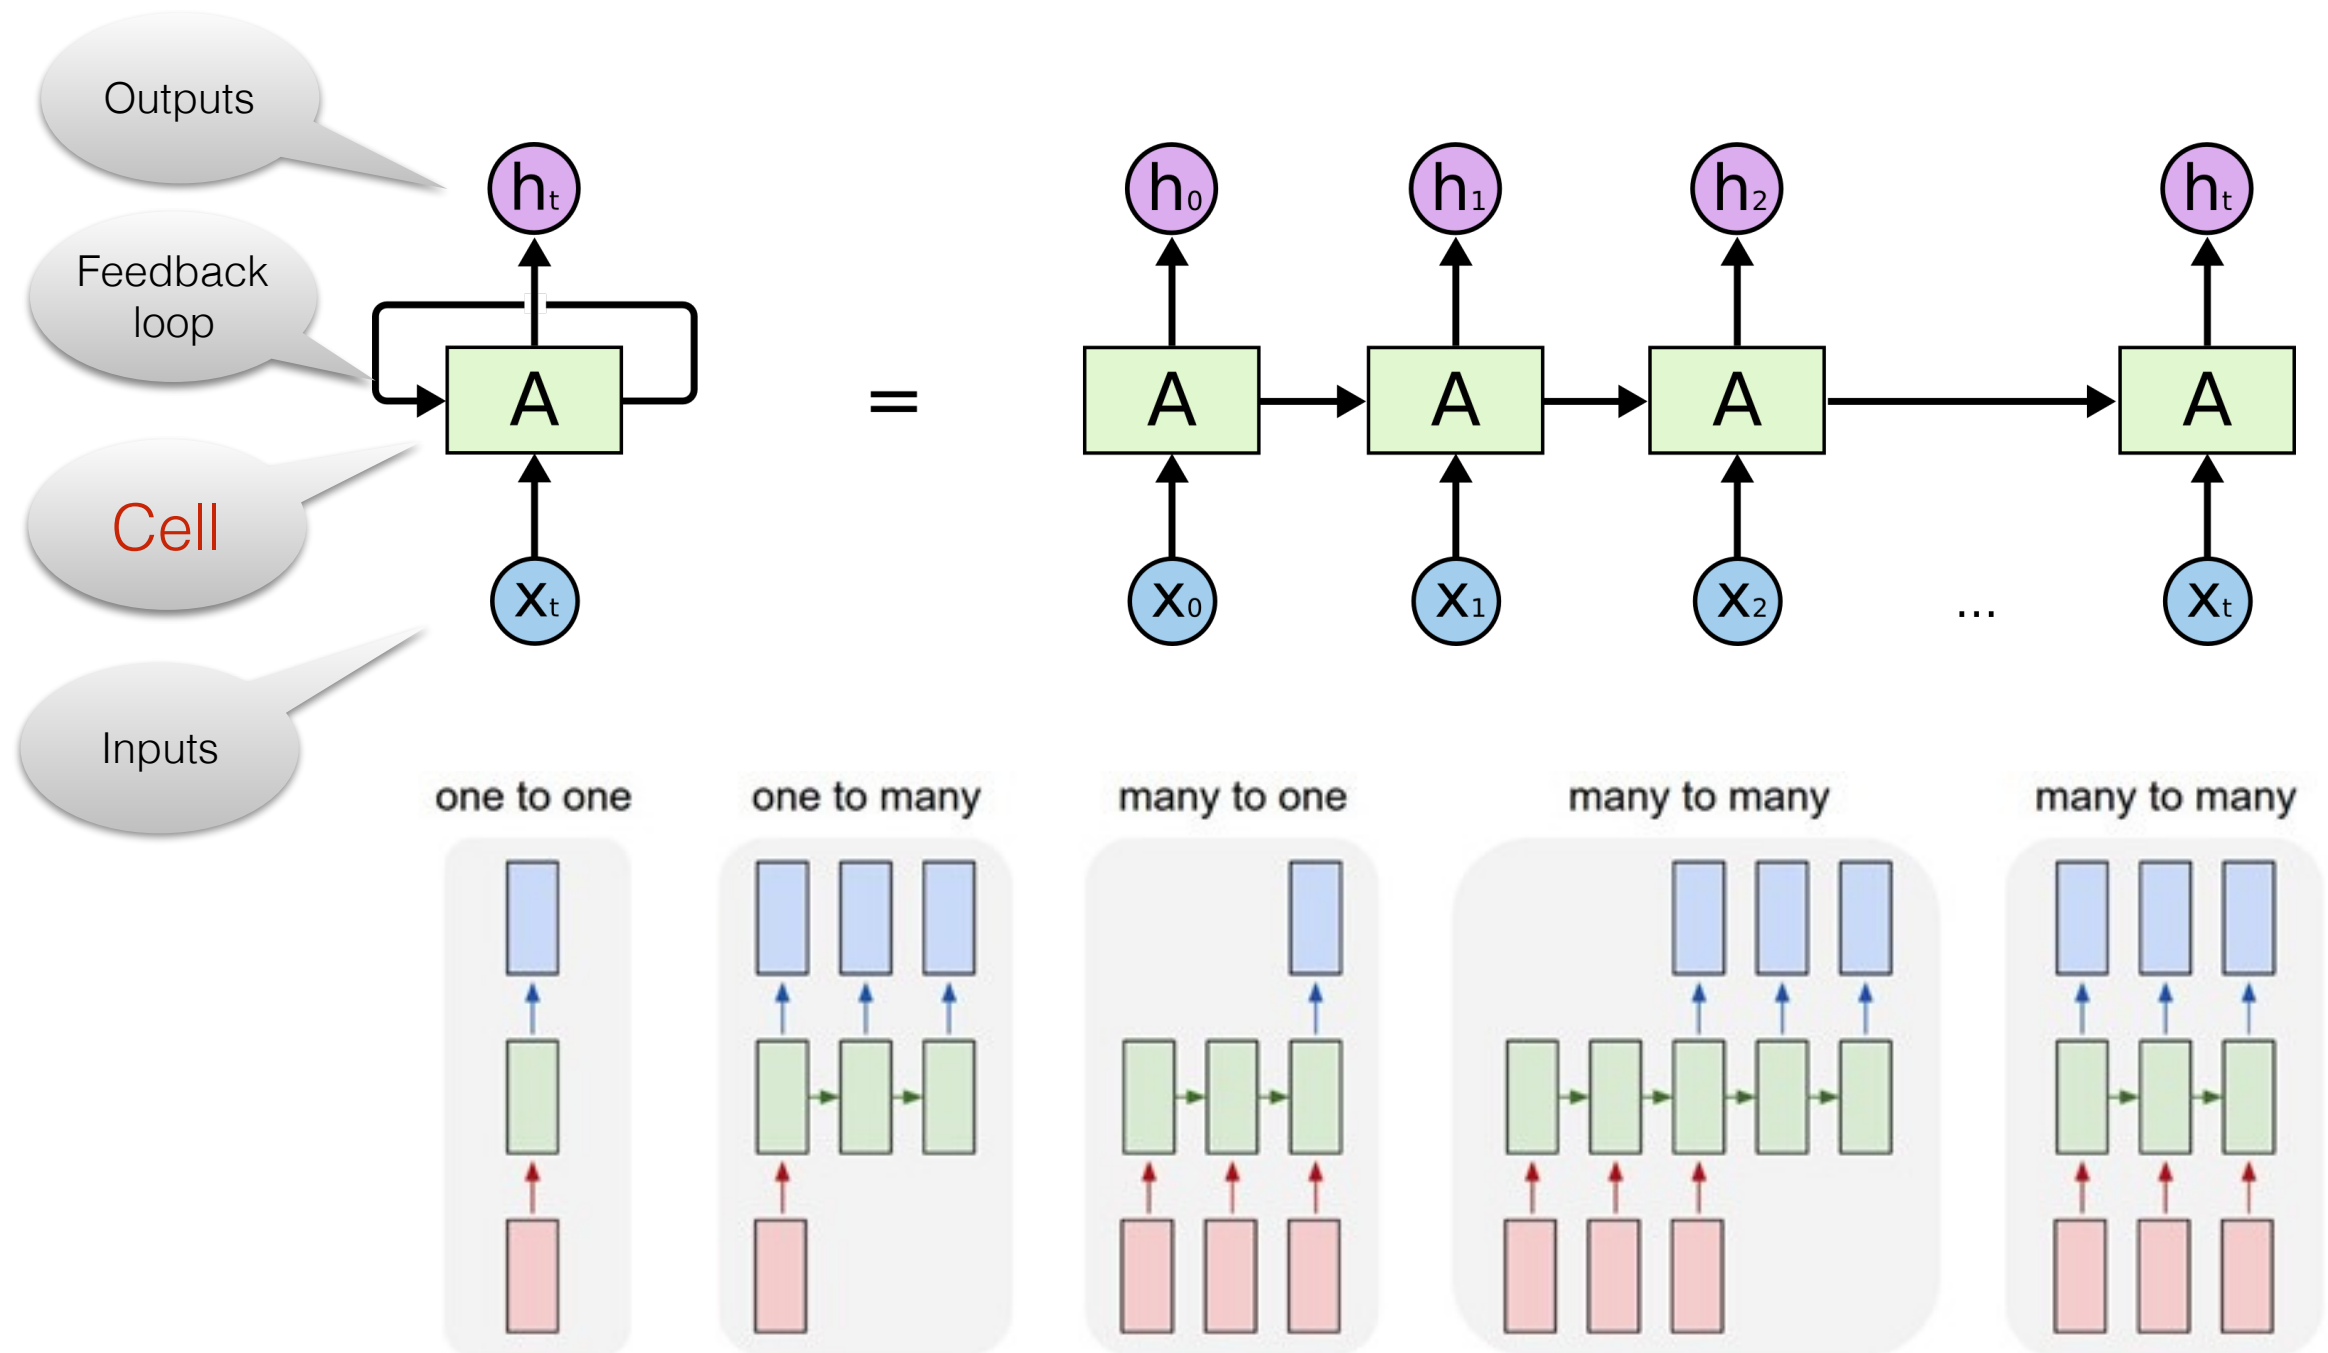 Outputs
Feedback
loop
Cell
Inputs
ht
A
xt
=
h0
h1
h2
ht
A
A
A
A
x0
x1
x2
...
xt
one to one
one to many
many to one
many to many
many to many